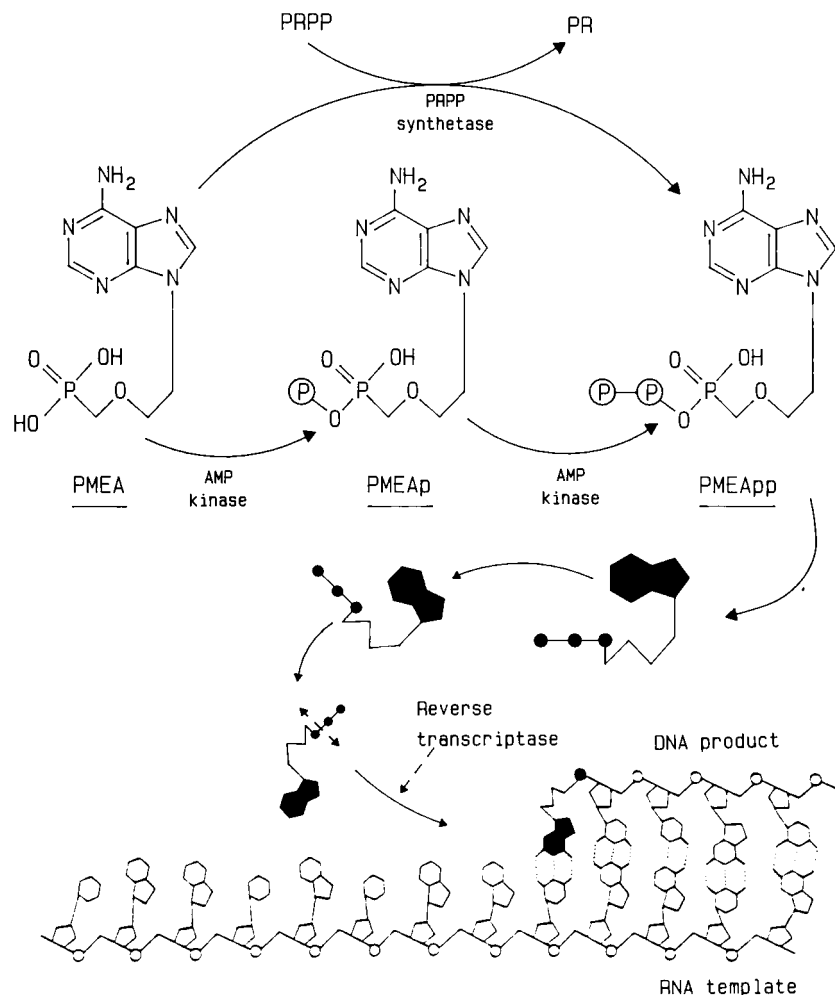 PRPP
PR
PRPP
synthetase
NH2
N
N
N
N
O
OH
P
HO
O
NH2
N
N
N
N
O
OH
P
P
O
O
NH2
N
N
N
N
O
OH
P
P
P
O
O
AMP
kinase
AMP
kinase
PMEA
PMEAp
PMEApp
Reverse
transcriptase
DNA product
RNA template